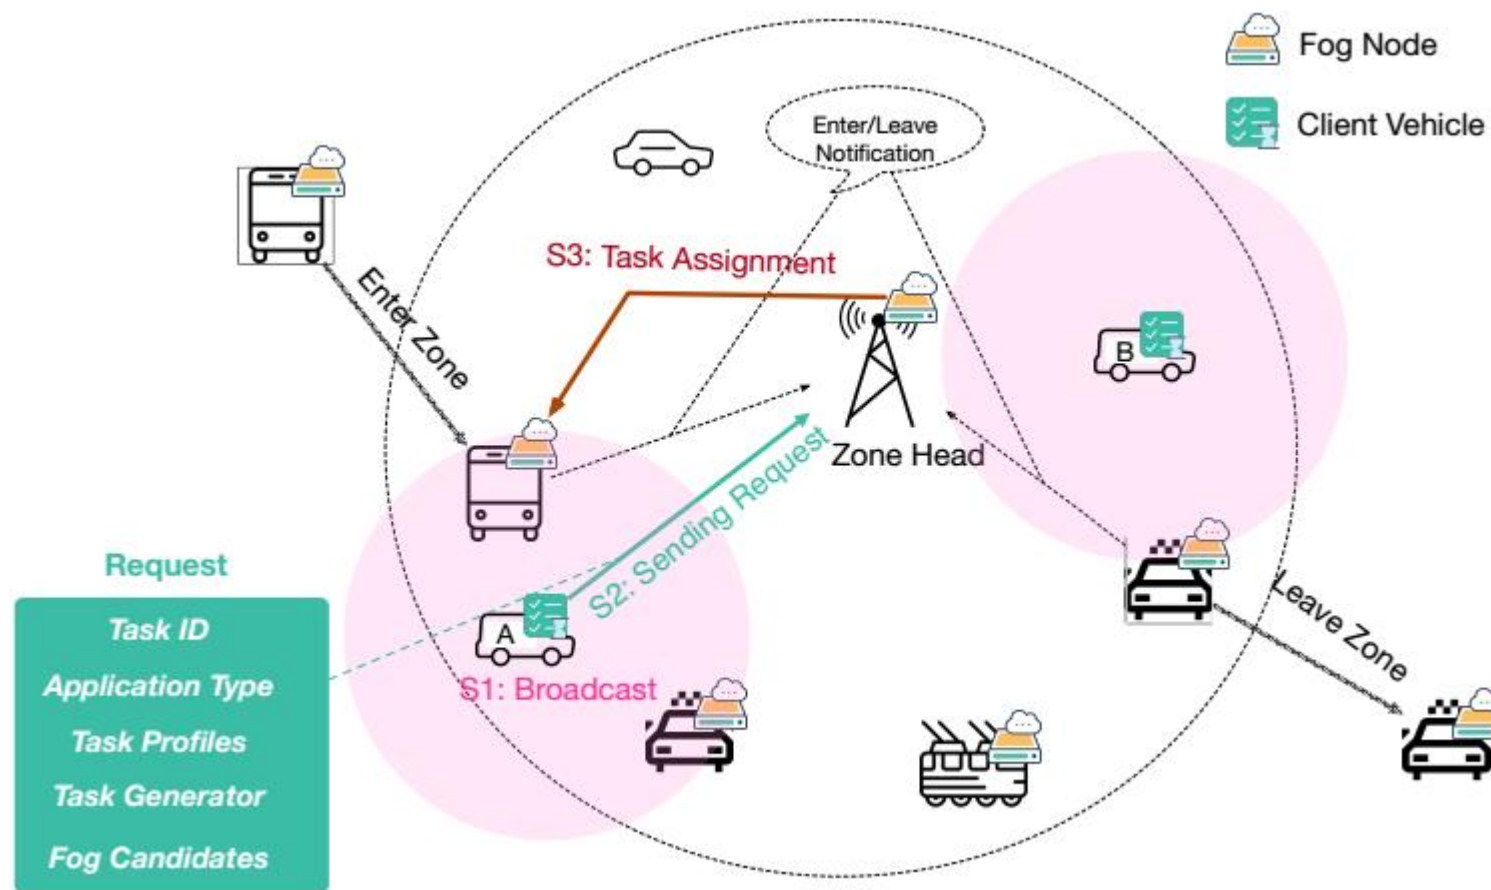 Fog Node
Client Vehicle
Enter/Leave
Notification
S3: Task Assignment
Enter Zone
B
Zone Head
S2: Sending Request
Request
Task ID
Application Type
Task Profiles
Task Generator
Fog Candidates
A
S1: Broadcast
Leave Zone